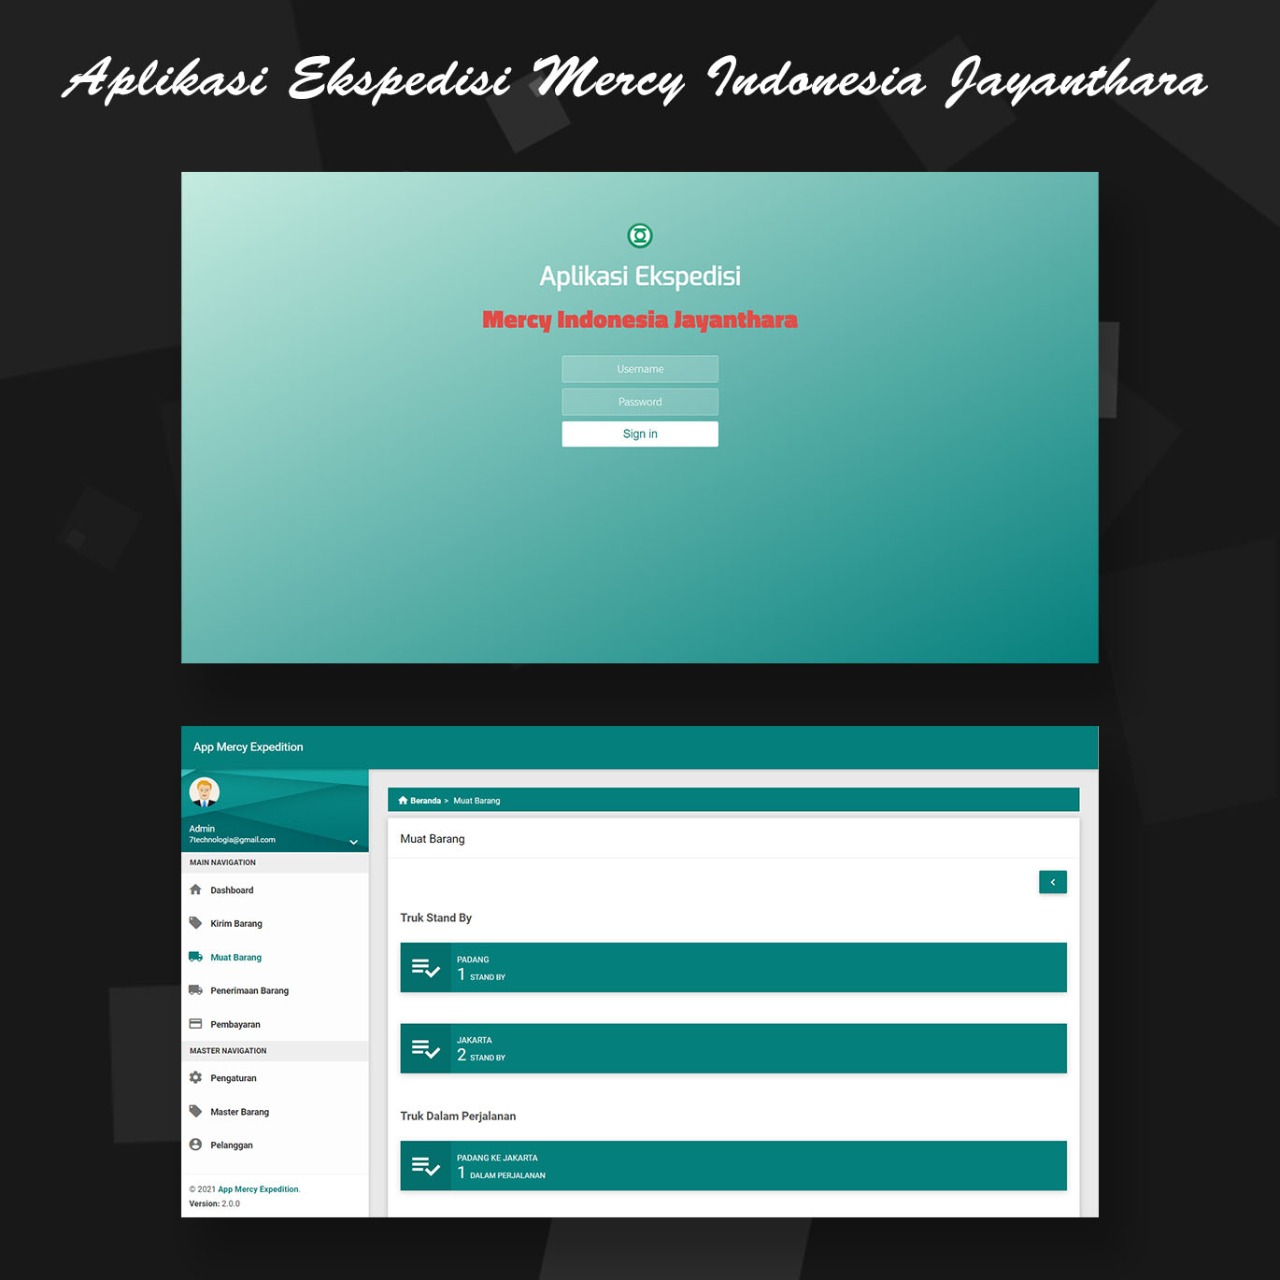 Aplikasi Ekspedisi Mercy Indonesia Jayanthara
Aplikasi Ekspedisi
Mercy Indonesia Jayanthara
Username
Password
Sign in
App Mercy Expedition
Admin
7technologia@gmail.com
MAIN NAVIGATION
Dashboard
Kirim Barang
Muat Barang
Penerimaan Barang
Pembayaran
MASTER NAVIGATION
Pengaturan
Master Barang
Pelanggan
© 2021 App Mercy Expedition.
Version: 2.0.0
Beranda > Muat Barang
Muat Barang
Truk Stand By
PADANG
1 STAND BY
JAKARTA
2 STAND BY
Truk Dalam Perjalanan
PADANG KE JAKARTA
1 DALAM PERJALANAN